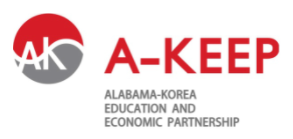 AK
A-KEEP
ALABAMA-KOREA
EDUCATION AND
ECONOMIC PARTNERSHIP